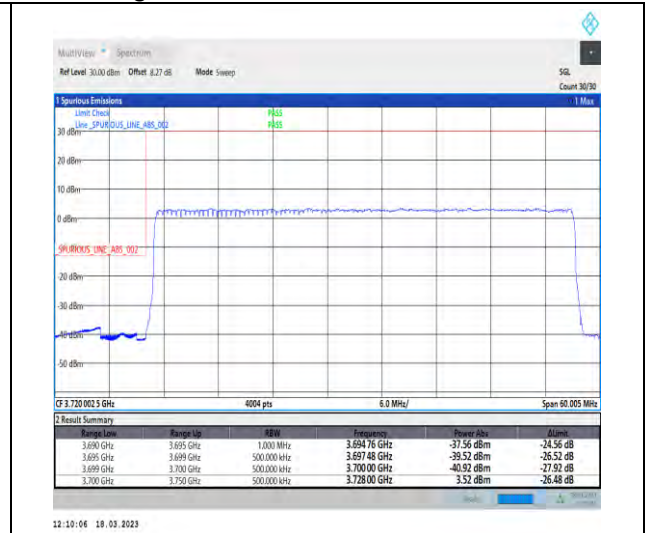 MultiView Spectrum
Ref Level 30.00 dBm Offset 8.27 dB Mode Sweep SGL
Count 30/30
1 Spurious Emissions 1 Max
Limit Check PASS
Line _SPURIOUS_LINE_ABS_002 PASS
30 dBm
20 dBm
10 dBm
0 dBm
_SPURIOUS_LINE_ABS_002
-20 dBm
-30 dBm
-40 dBm
-50 dBm
CF 3.720 002 5 GHz 4004 pts 6.0 MHz/ Span 60.005 MHz
2 Result Summary
Range Low Range Up RBW Frequency Power Abs ΔLimit
3.690 GHz 3.695 GHz 1.000 MHz 3.694 76 GHz -37.56 dBm -24.56 dB
3.695 GHz 3.699 GHz 500.000 kHz 3.697 48 GHz -39.52 dBm -26.52 dB
3.699 GHz 3.700 GHz 500.000 kHz 3.700 00 GHz -40.92 dBm -27.92 dB
3.700 GHz 3.750 GHz 500.000 kHz 3.728 00 GHz 3.52 dBm -26.48 dB
12:10:06 18.03.2023